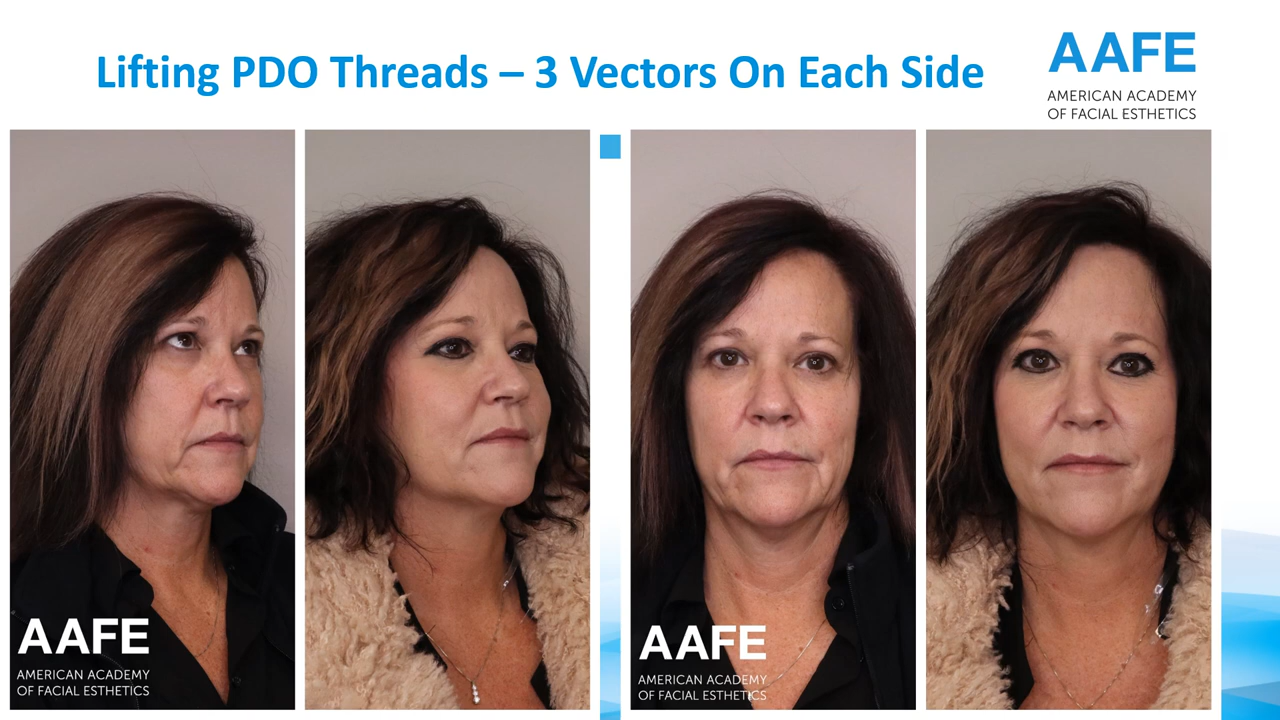 Lifting PDO Threads – 3 Vectors On Each Side
AAFE
AMERICAN ACADEMY
OF FACIAL ESTHETICS
AAFE
AMERICAN ACADEMY
OF FACIAL ESTHETICS
AAFE
AMERICAN ACADEMY
OF FACIAL ESTHETICS